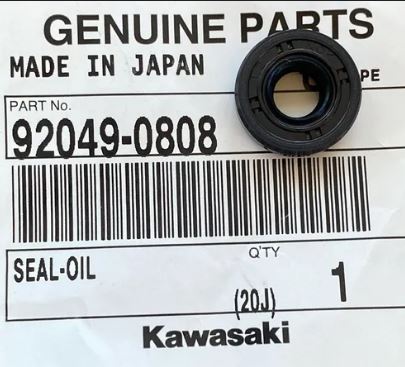 GENUINE PARTS
MADE IN JAPAN
PART No.
92049-0808
SEAL-OIL
Q'TY
1
(20J)
Kawasaki